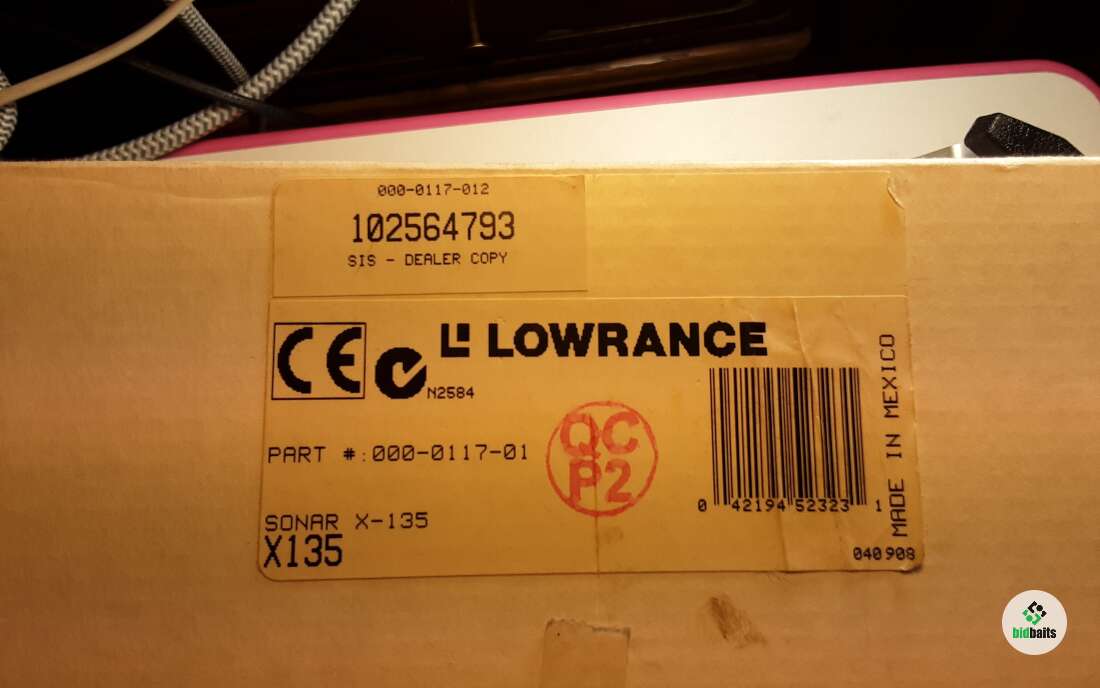 000-0117-012
102564793
SIS - DEALER COPY
CE
N2584
LOWRANCE
PART #:000-0117-01
QC
P2
SONAR X-135
X135
0 42194 52323 1
MADE IN MEXICO
040908
bidbaits